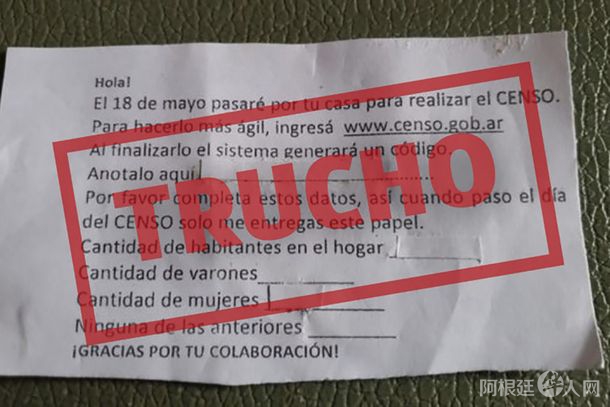 Hola!
El 18 de mayo pasaré por tu casa para realizar el CENSO.
Para hacerlo más ágil, ingresá www.censo.gob.ar
Al finalizarlo el sistema generará un código.
Anotalo aquí
Por favor completa estos datos, así cuando paso el día
del CENSO solo me entregas este papel.
Cantidad de habitantes en el hogar
Cantidad de varones
Cantidad de mujeres
Ninguna de las anteriores
¡GRACIAS POR TU COLABORACIÓN!
TRUCHO
阿根廷华人网